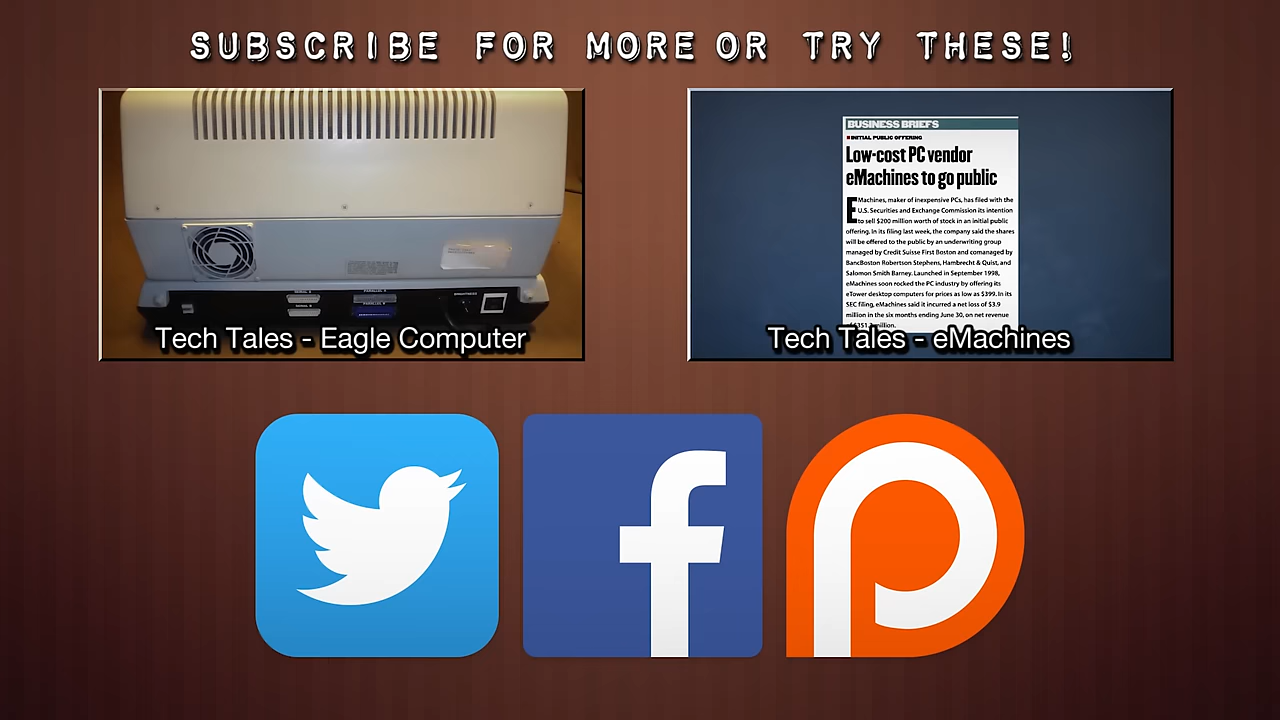 SUBSCRIBE FOR MORE OR TRY THESE!
SERIAL A
PARALLEL A
BRIGHTNESS
SERIAL B
PARALLEL B
Tech Tales - Eagle Computer
BUSINESS BRIEFS
INITIAL PUBLIC OFFERING
Low-cost PC vendor
eMachines to go public
EMachines, maker of inexpensive PCs, has filed with the
U.S. Securities and Exchange Commission its intention
to sell $200 million worth of stock in an initial public
offering. In its filing last week, the company said the shares
will be offered to the public by an underwriting group
managed by Credit Suisse First Boston and comanaged by
BancBoston Robertson Stephens, Hambrecht & Quist, and
Salomon Smith Barney. Launched in September 1998,
eMachines soon rocked the PC industry by offering its
eTower desktop computers for prices as low as $399. In its
SEC filing, eMachines said it incurred a net loss of $3.9
million in the six months ending June 30, on net revenue
million.
Tech Tales - eMachines